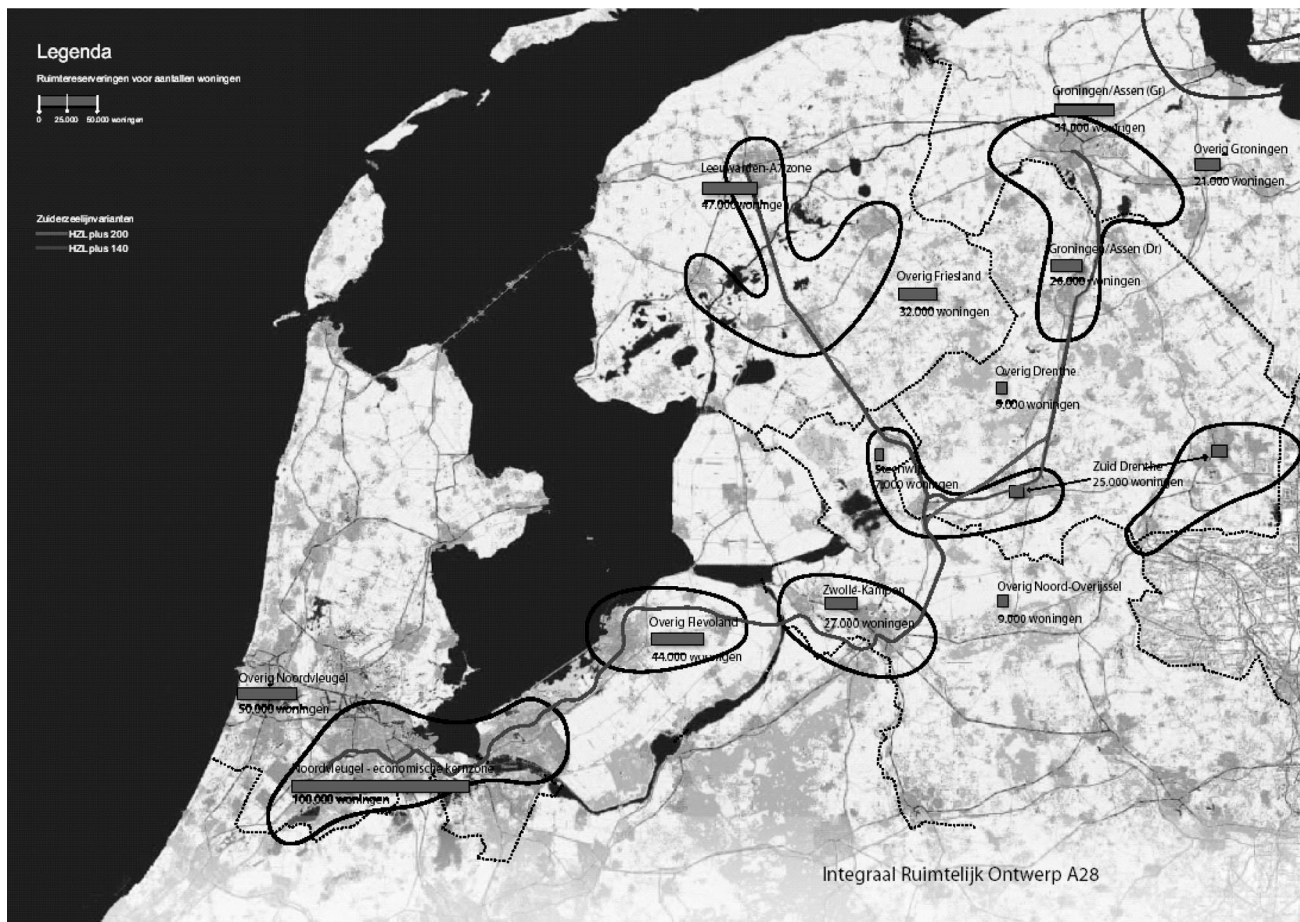 Legenda
Ruimtereserveringen voor aantallen woningen
0 25.000 50.000 woningen
Zuiderzeelijnvarianten
HZL plus 200
HZL plus 140
Groningen/Assen (Gr)
51.000 woningen
Overig Groningen
21.000 woningen
Leeuwarden-A7 zone
47.000 woninge
Groningen/Assen (Dr)
26.000 woningen
Overig Friesland
32.000 woningen
Overig Drenthe
9.000 woningen
Steenwijk
7.000 woningen
Zuid Drenthe
25.000 woningen
Zwolle-Kampen
27.000 woningen
Overig Noord-Overijssel
9.000 woningen
Overig Flevoland
44.000 woningen
Overig Noordvleugel
50.000 woningen
Noordvleugel - economische kernzone
100.000 woningen
Integraal Ruimtelijk Ontwerp A28